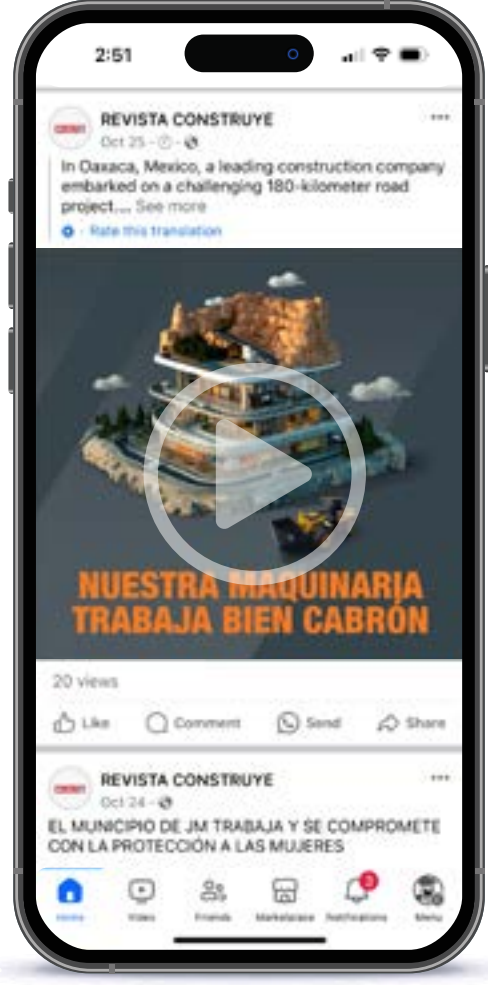 2:51
REVISTA CONSTRUYE
Oct 25
In Oaxaca, Mexico, a leading construction company
embarked on a challenging 180-kilometer road
project.... See more
Rate this translation
NUESTRA MAQUINARIA
TRABAJA BIEN CABRÓN
20 views
Like Comment Send Share
REVISTA CONSTRUYE
Oct 24
EL MUNICIPIO DE JM TRABAJA Y SE COMPROMETE
CON LA PROTECCIÓN A LAS MUJERES
3
Home Video Friends Marketplace Notifications Menu